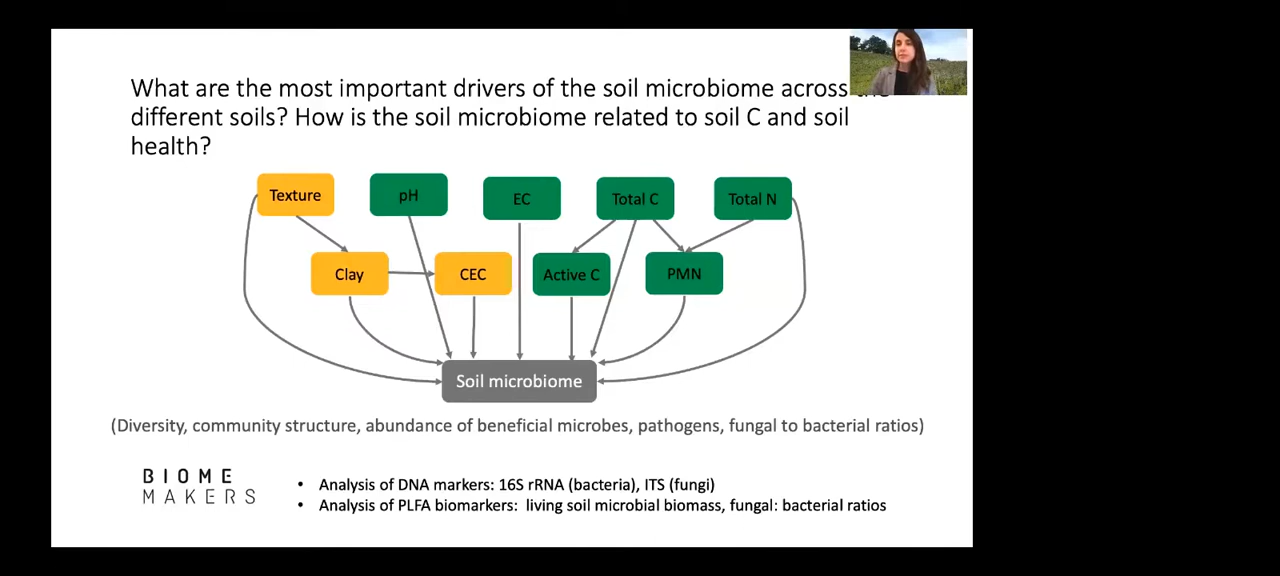 What are the most important drivers of the soil microbiome across the
different soils? How is the soil microbiome related to soil C and soil
health?
Texture
pH
EC
Total C
Total N
Clay
CEC
Active C
PMN
Soil microbiome
(Diversity, community structure, abundance of beneficial microbes, pathogens, fungal to bacterial ratios)
BIOME
MAKERS
• Analysis of DNA markers: 16S rRNA (bacteria), ITS (fungi)
• Analysis of PLFA biomarkers: living soil microbial biomass, fungal: bacterial ratios